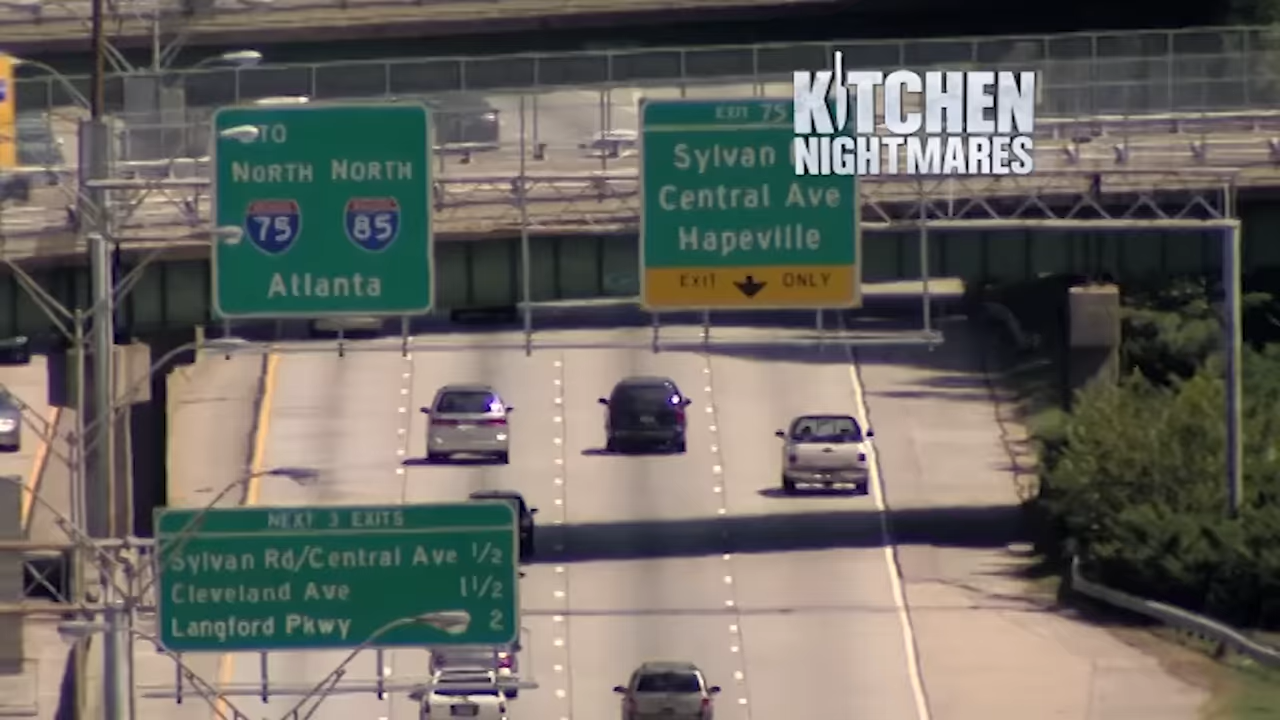 TO
NORTH NORTH
75 85
Atlanta
EXIT 75
Sylvan
Central Ave
Hapeville
EXIT ONLY
KITCHEN
NIGHTMARES
NEXT 3 EXITS
Sylvan Rd/Central Ave 1/2
Cleveland Ave 1 1/2
Langford Pkwy 2